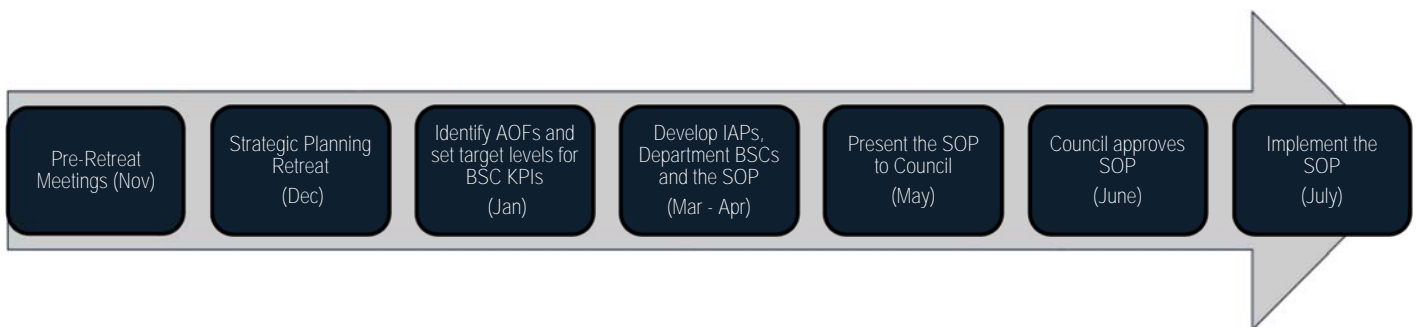 Pre-Retreat
Meetings (Nov)
Strategic Planning
Retreat
(Dec)
Identify AOFs and
set target levels for
BSC KPIs
(Jan)
Develop IAPs,
Department BSCs
and the SOP
(Mar - Apr)
Present the SOP
to Council
(May)
Council approves
SOP
(June)
Implement the
SOP
(July)